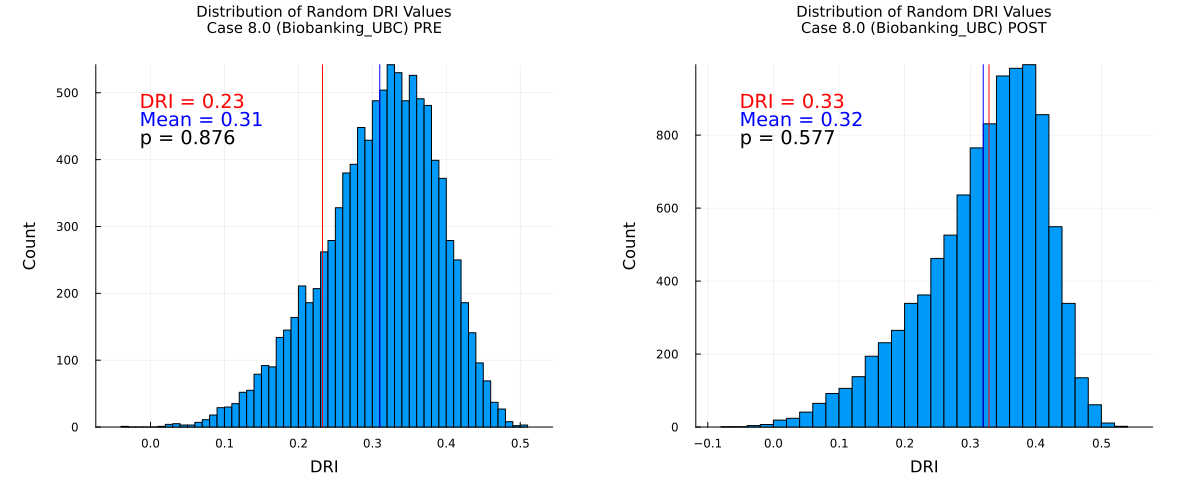 Distribution of Random DRI Values
Case 8.0 (Biobanking_UBC) PRE
DRI = 0.23
Mean = 0.31
p = 0.876
Count
500
400
300
200
100
0
0.0 0.1 0.2 0.3 0.4 0.5
DRI
Distribution of Random DRI Values
Case 8.0 (Biobanking_UBC) POST
DRI = 0.33
Mean = 0.32
p = 0.577
Count
800
600
400
200
0
−0.1 0.0 0.1 0.2 0.3 0.4 0.5
DRI